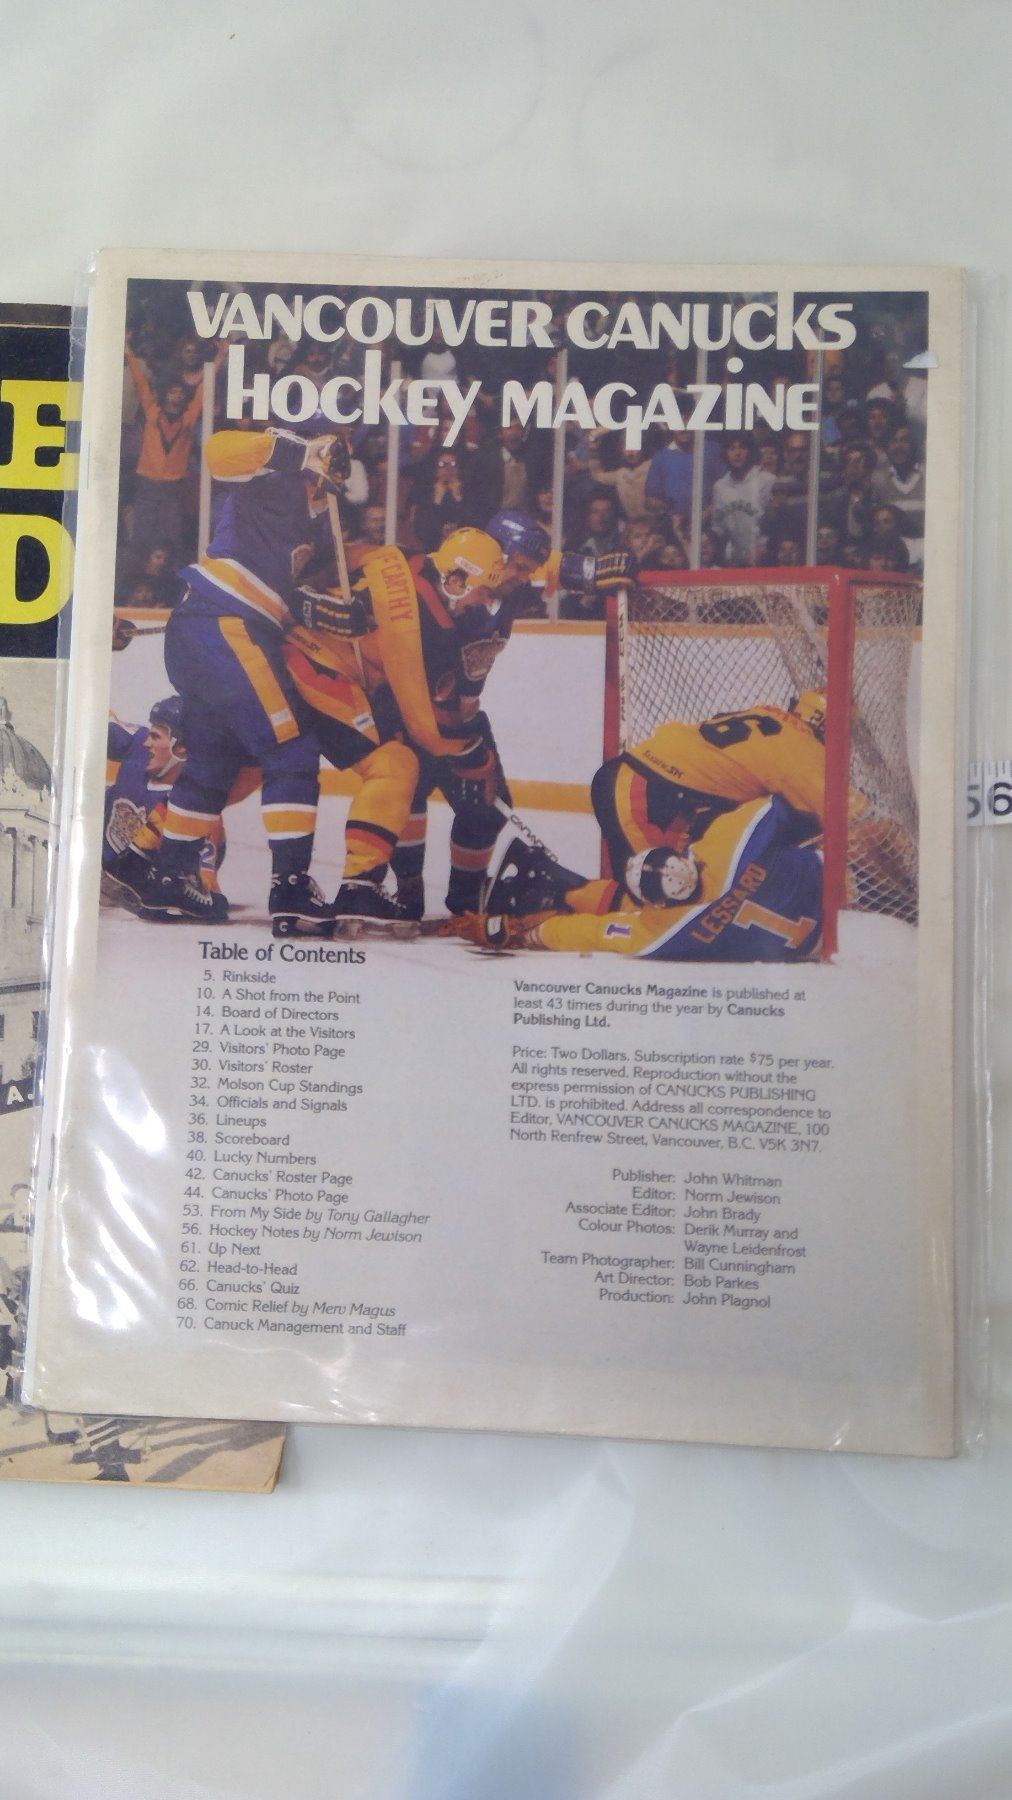 VANCOUVER CANUCKS
HOCKEY MAGAZINE
E
D
A.
McCARTHY
CANADIEN
LESSARD
1
1
56
Table of Contents
5. Rinkside
10. A Shot from the Point
14. Board of Directors
17. A Look at the Visitors
29. Visitors' Photo Page
30. Visitors' Roster
32. Molson Cup Standings
34. Officials and Signals
36. Lineups
38. Scoreboard
40. Lucky Numbers
42. Canucks' Roster Page
44. Canucks' Photo Page
53. From My Side by Tony Gallagher
56. Hockey Notes by Norm Jewison
61. Up Next
62. Head-to-Head
66. Canucks' Quiz
68. Comic Relief by Merv Magus
70. Canuck Management and Staff
Vancouver Canucks Magazine is published at
least 43 times during the year by Canucks
Publishing Ltd.
Price: Two Dollars. Subscription rate $75 per year.
All rights reserved. Reproduction without the
express permission of CANUCKS PUBLISHING
LTD. is prohibited. Address all correspondence to
Editor, VANCOUVER CANUCKS MAGAZINE, 100
North Renfrew Street, Vancouver, B.C. V5K 3N7.
Publisher: John Whitman
Editor: Norm Jewison
Associate Editor: John Brady
Colour Photos: Derik Murray and
Wayne Leidenfrost
Team Photographer: Bill Cunningham
Art Director: Bob Parkes
Production: John Plagnol